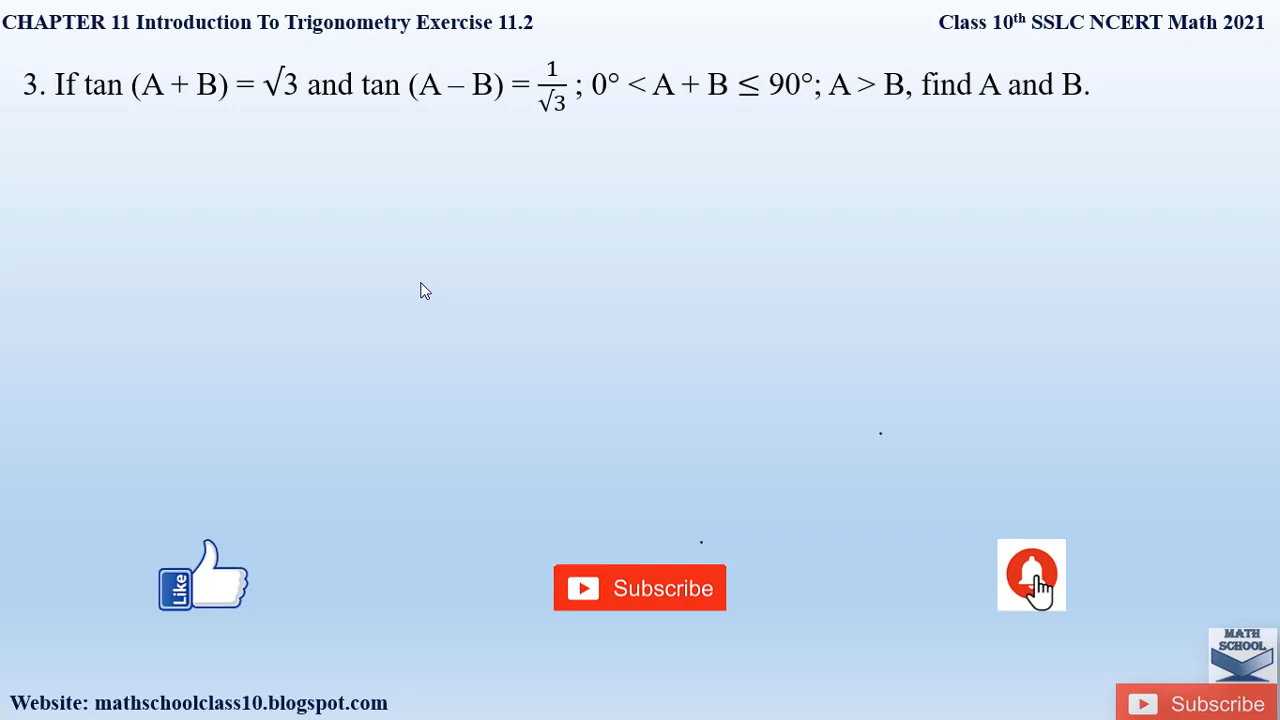 CHAPTER 11 Introduction To Trigonometry Exercise 11.2
Class 10th SSLC NCERT Math 2021
3. If tan (A + B) = √3 and tan (A – B) = 1/√3 ; 0° < A + B ≤ 90°; A > B, find A and B.
Like
Subscribe
MATH
SCHOOL
Website: mathschoolclass10.blogspot.com
Subscribe